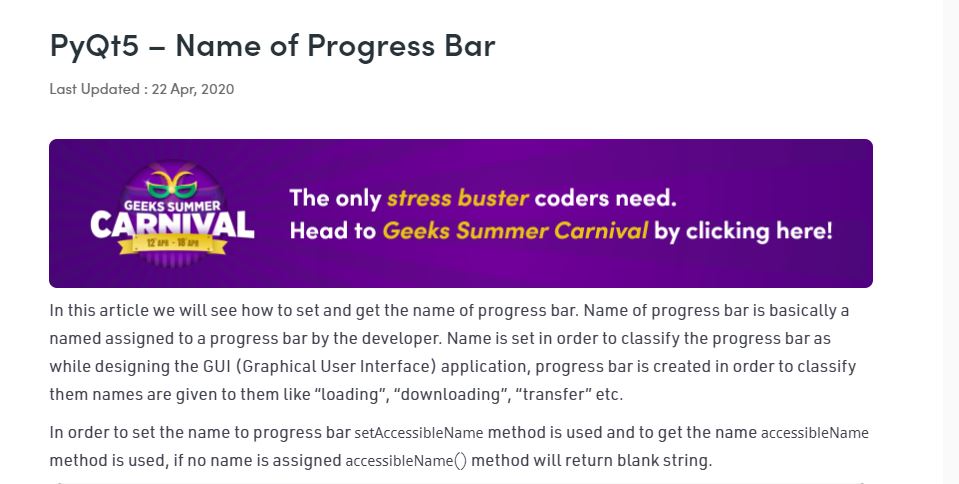 PyQt5 – Name of Progress Bar
Last Updated : 22 Apr, 2020
GEEKS SUMMER
CARNIVAL
12 APR - 18 APR
The only stress buster coders need.
Head to Geeks Summer Carnival by clicking here!
In this article we will see how to set and get the name of progress bar. Name of progress bar is basically a
named assigned to a progress bar by the developer. Name is set in order to classify the progress bar as
while designing the GUI (Graphical User Interface) application, progress bar is created in order to classify
them names are given to them like “loading”, “downloading”, “transfer” etc.
In order to set the name to progress bar setAccessibleName method is used and to get the name accessibleName
method is used, if no name is assigned accessibleName() method will return blank string.